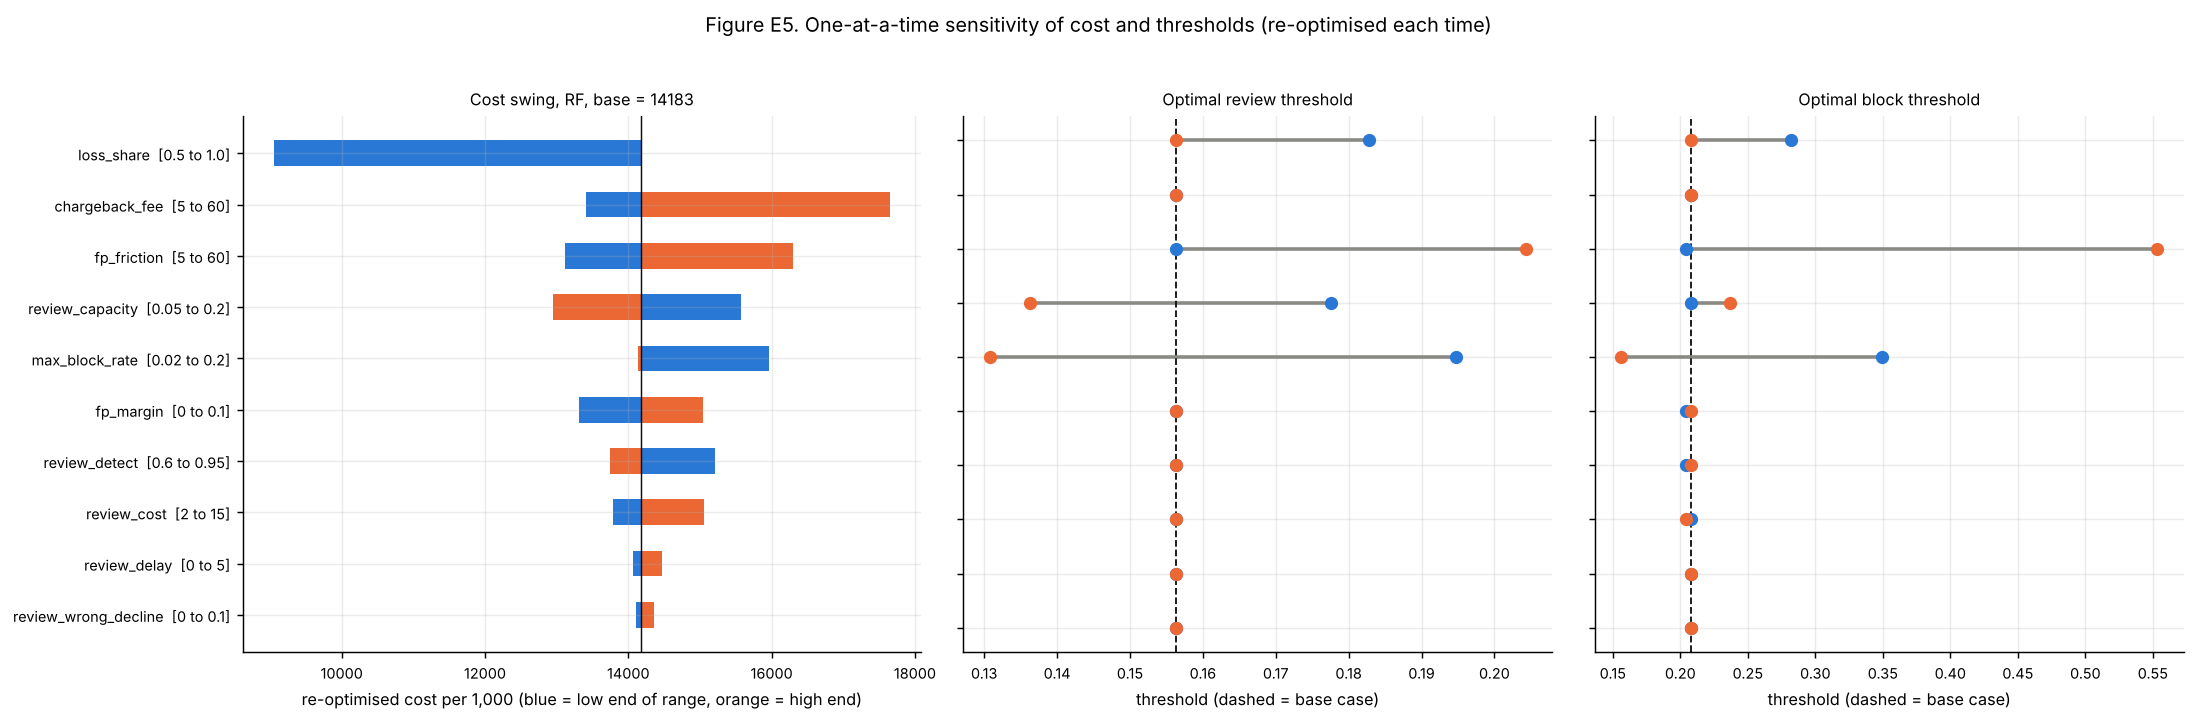 Figure E5. One-at-a-time sensitivity of cost and thresholds (re-optimised each time)
Cost swing, RF, base = 14183
loss_share [0.5 to 1.0]
chargeback_fee [5 to 60]
fp_friction [5 to 60]
review_capacity [0.05 to 0.2]
max_block_rate [0.02 to 0.2]
fp_margin [0 to 0.1]
review_detect [0.6 to 0.95]
review_cost [2 to 15]
review_delay [0 to 5]
review_wrong_decline [0 to 0.1]
10000 12000 14000 16000 18000
re-optimised cost per 1,000 (blue = low end of range, orange = high end)
Optimal review threshold
0.13 0.14 0.15 0.16 0.17 0.18 0.19 0.20
threshold (dashed = base case)
Optimal block threshold
0.15 0.20 0.25 0.30 0.35 0.40 0.45 0.50 0.55
threshold (dashed = base case)